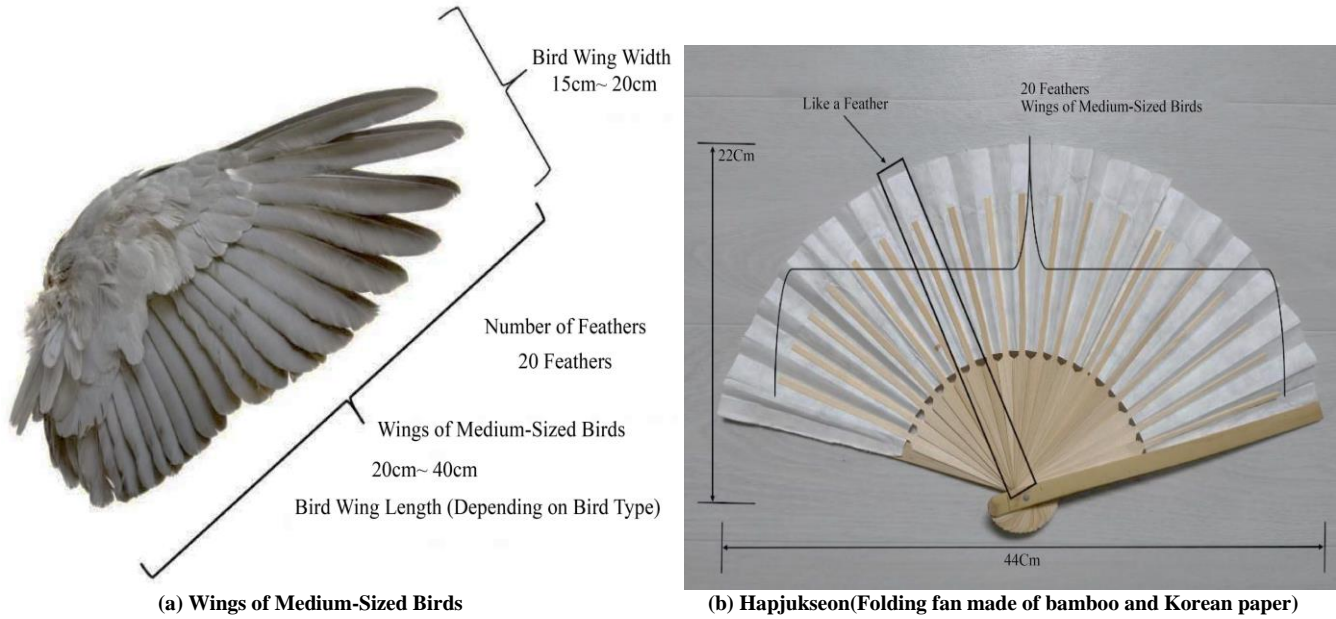 Bird Wing Width
15cm~ 20cm
Number of Feathers
20 Feathers
Wings of Medium-Sized Birds
20cm~ 40cm
Bird Wing Length (Depending on Bird Type)
(a) Wings of Medium-Sized Birds
20 Feathers
Wings of Medium-Sized Birds
Like a Feather
22Cm
44Cm
(b) Hapjukseon(Folding fan made of bamboo and Korean paper)